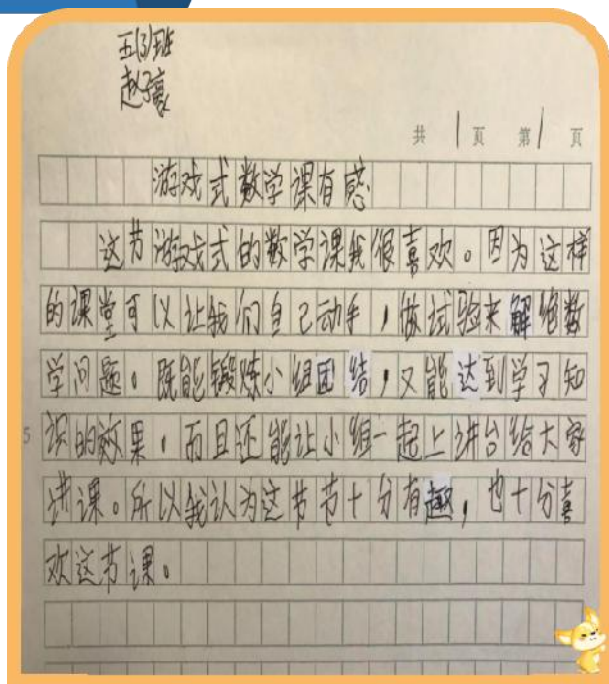 五(3)班
赵子豪
共1页 第1页
游戏式数学课有感
这节游戏式的数学课我很喜欢。因为这样
的课堂可以让我们自己动手,做试验来解绝数
学问题。既能锻炼小组团结,又能达到学习知
识的效果,而且还能让小组一起上讲台给大家
讲课。所以我认为这节节十分有趣,也十分喜
欢这节课。
5